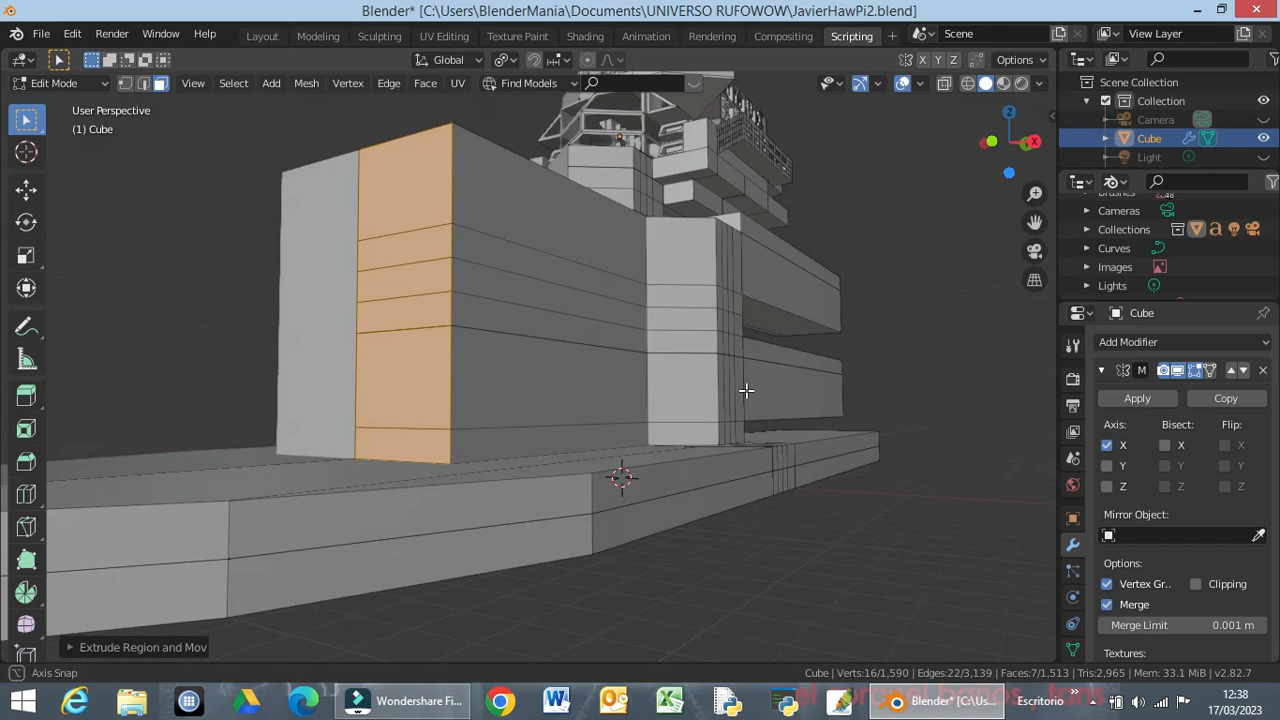 Blender* [C:\Users\BlenderMania\Documents\UNIVERSO RUFOWOW\JavierHawPi2.blend]
File Edit Render Window Help Layout Modeling Sculpting UV Editing Texture Paint Shading Animation Rendering Compositing Scripting + Scene View Layer
Global X Y Z Options
Edit Mode View Select Add Mesh Vertex Edge Face UV Find Models
User Perspective
(1) Cube
Z
X
Scene Collection
Collection
Camera
Cube
Light
Cameras
Collections
Curves
Images
Lights
Cube
Add Modifier
M
Apply Copy
Axis: Bisect: Flip:
X X X
Y Y Y
Z Z Z
Mirror Object:
Options:
Vertex Gr.. Clipping
Merge
Merge Limit 0.001 m
Textures:
Extrude Region and Mov
Axis Snap
Cube | Verts:16/1,590 | Edges:22/3,139 | Faces:7/1,513 | Tris:2,965 | Mem: 33.1 MiB | v2.82.7
Wondershare Fi...
Blender* [C:\Us...
Escritorio
12:38
17/03/2023